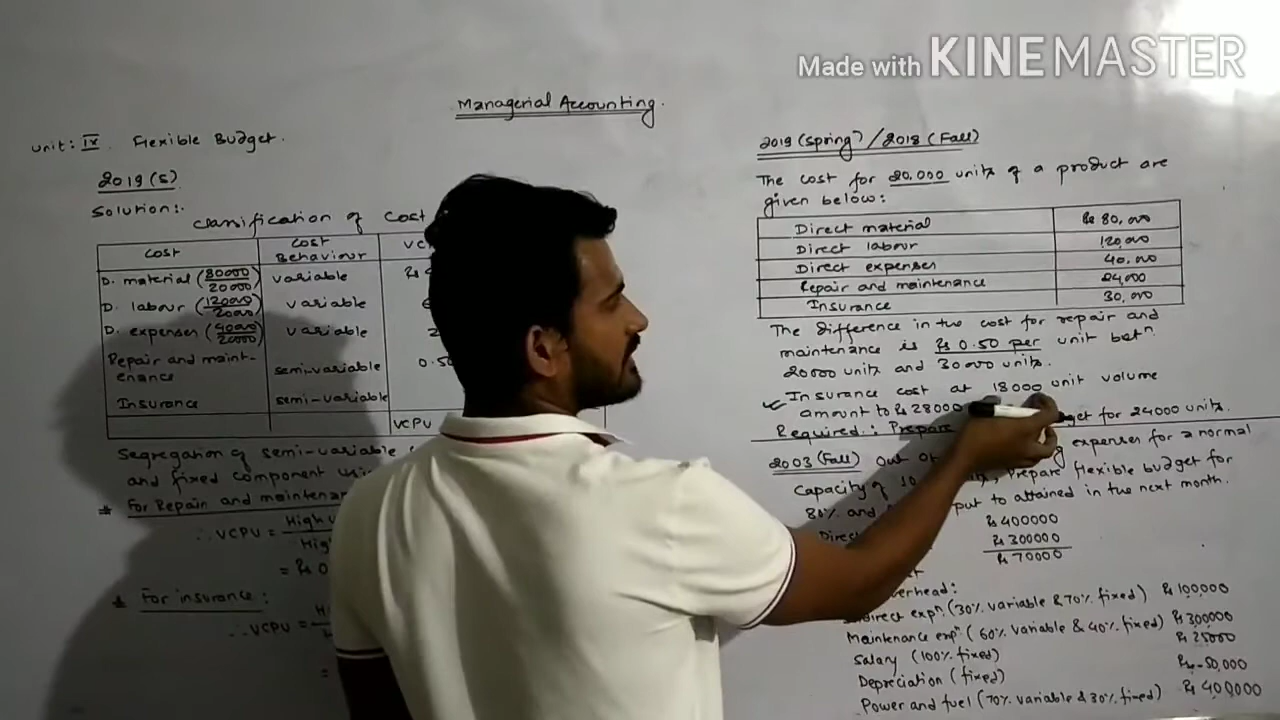 Made with KINEMASTER
Managerial Accounting.
Unit: IX. Flexible Budget.
2019 (S)
Solution:.
Classification of Cost
Cost
Cost Behaviour
D. material (80000/20000) variable
D. labour (120000/20000) variable
D. expenses (40000/20000) variable
Repair and maint-
enance semi-variable 0.50
Insurance semi-variable
VCPU
Segregation of semi-variable
and fixed component
* For Repair and
∴ VCPU =
= Rs
* For insurance:
∴ VCPU =
=
2019 (Spring) / 2018 (Fall)
The cost for 20,000 units of a product are
given below:
Direct material Rs 80,000
Direct labour 120,000
Direct expenses 40,000
Repair and maintenance 24000
Insurance 30,000
The difference in the cost for repair and
maintenance is Rs 0.50 per unit betn
20000 units and 30000 units.
Insurance cost at 18000 unit volume
amount to Rs 28000
Required: Prepare for 24000 units.
2003 (Fall) Out of expenses for a normal
Capacity of 10 Prepare flexible budget for
80% and put to attained in the next month.
Rs 400000
Rs 300000
Rs 70000
Indirect expn (30% variable & 70% fixed) Rs 100,000
Maintenance expn (60% variable & 40% fixed) Rs 300000
Salary (100% fixed) Rs 25000
Depreciation (fixed) Rs 50,000
Power and fuel (70% variable & 30% fixed) Rs 400000